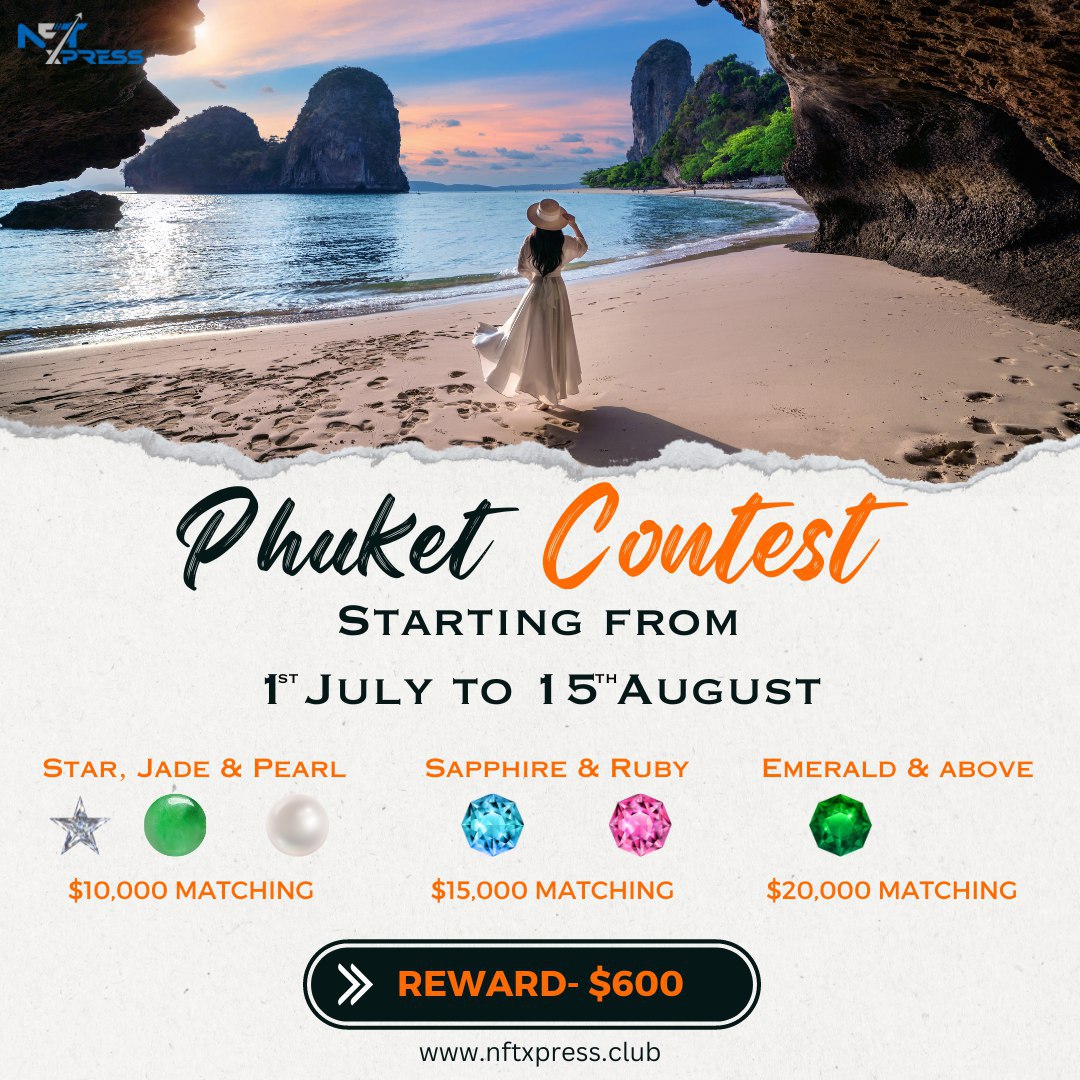 NFT
XPRESS
Phuket Contest
STARTING FROM
1ST JULY TO 15TH AUGUST
STAR, JADE & PEARL
SAPPHIRE & RUBY
EMERALD & ABOVE
$10,000 MATCHING
$15,000 MATCHING
$20,000 MATCHING
REWARD- $600
www.nftxpress.club